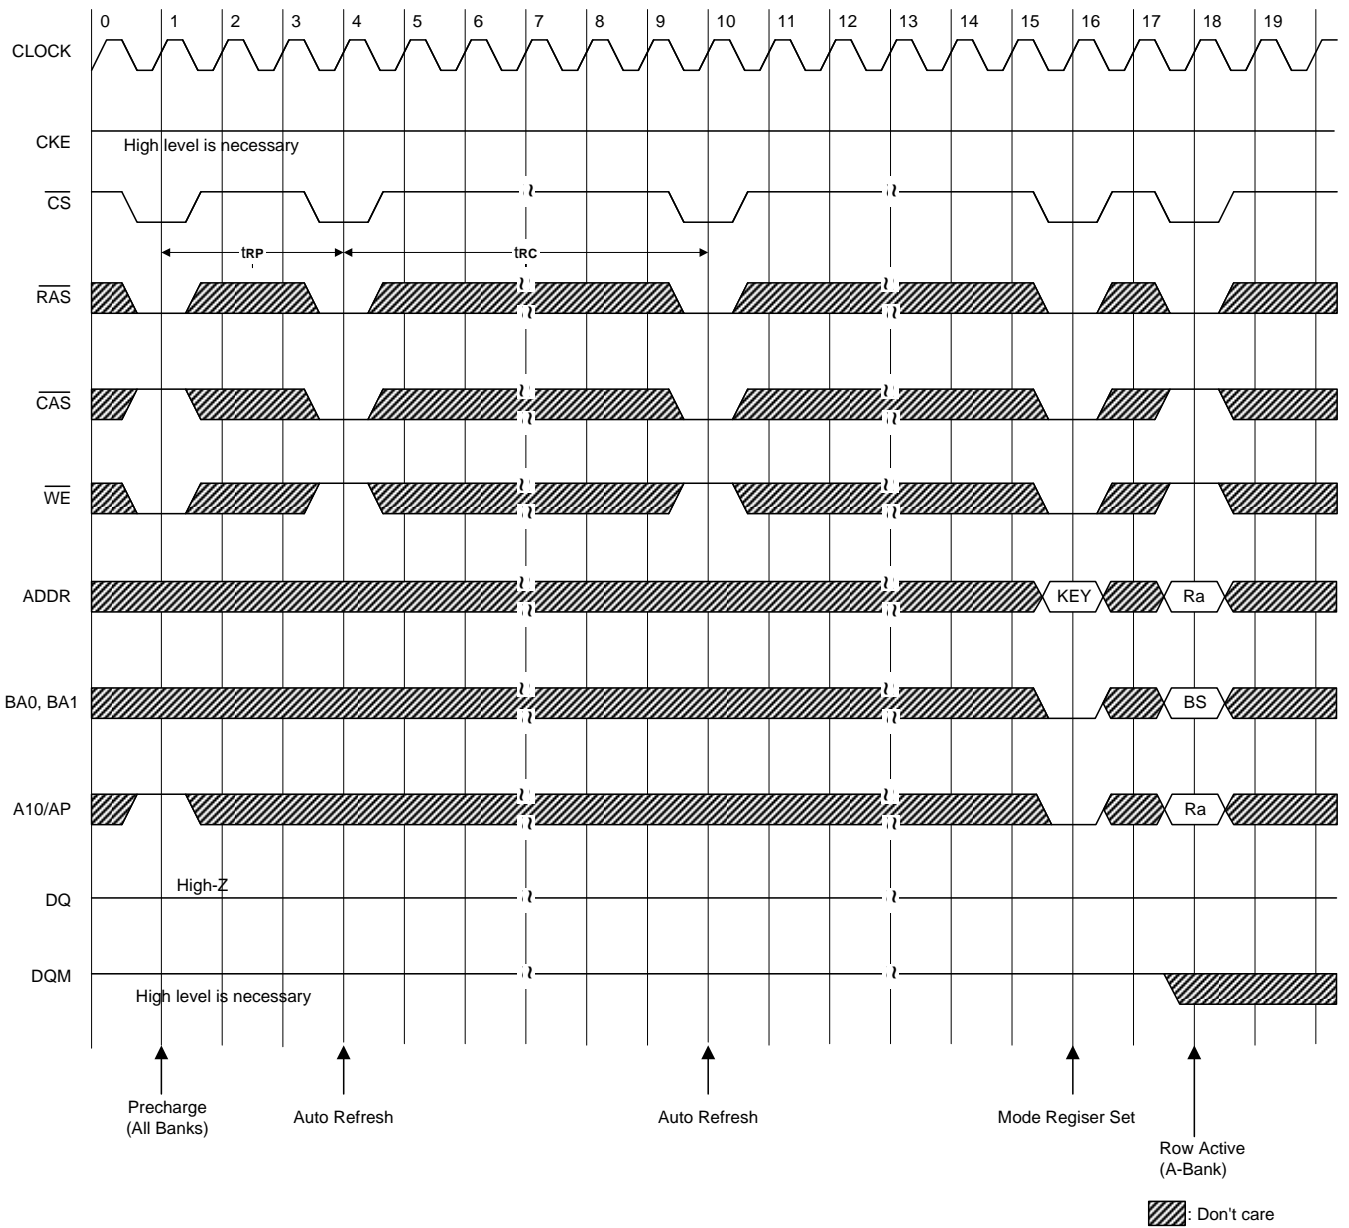 0 1 2 3 4 5 6 7 8 9 10 11 12 13 14 15 16 17 18 19
CLOCK
CKE
High level is necessary
CS
tRP
tRC
RAS
CAS
WE
ADDR
KEY
Ra
BA0, BA1
BS
A10/AP
Ra
High-Z
DQ
DQM
High level is necessary
Precharge
(All Banks)
Auto Refresh
Auto Refresh
Mode Regiser Set
Row Active
(A-Bank)
: Don't care